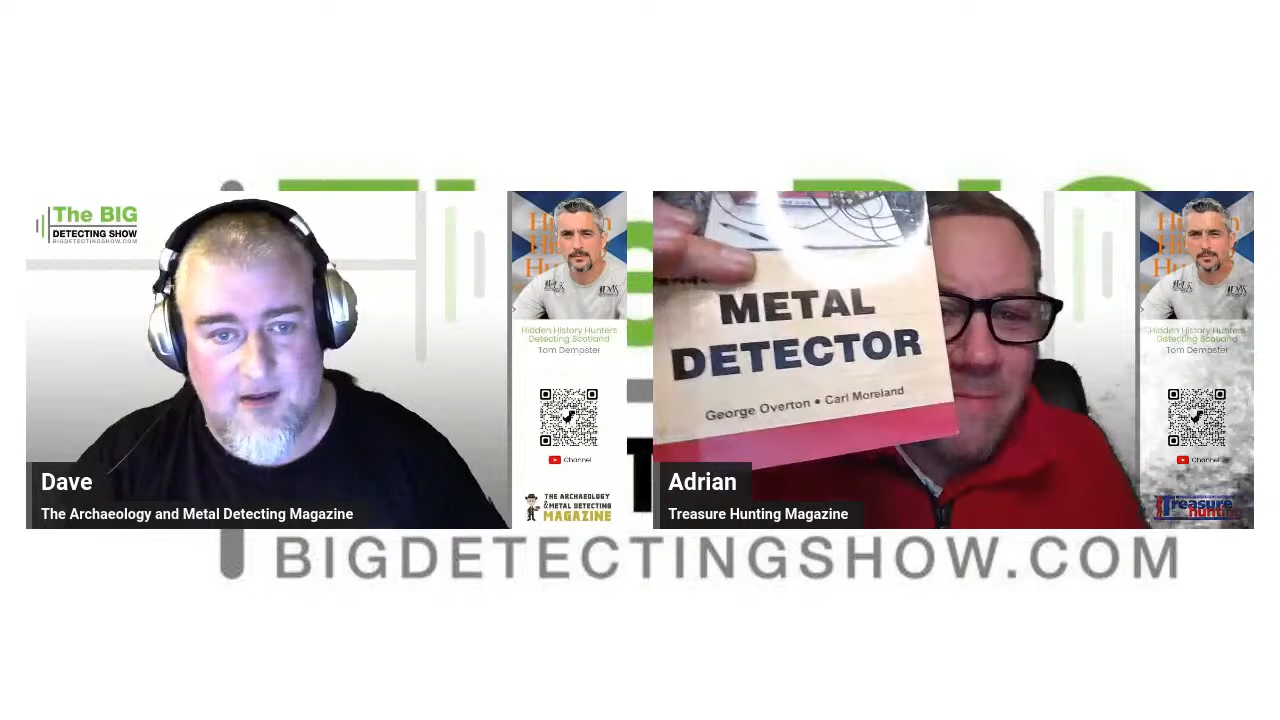 The BIG
DETECTING SHOW
BIGDETECTINGSHOW.COM
Dave
The Archaeology and Metal Detecting Magazine
Hidden History Hunters
Detecting Scotland
Tom Dempster
Channel
THE ARCHAEOLOGY
& METAL DETECTING
MAGAZINE
METAL
DETECTOR
George Overton • Carl Moreland
Adrian
Treasure Hunting Magazine
Hidden History Hunters
Detecting Scotland
Tom Dempster
Channel
Treasure
hunting
BIGDETECTINGSHOW.COM